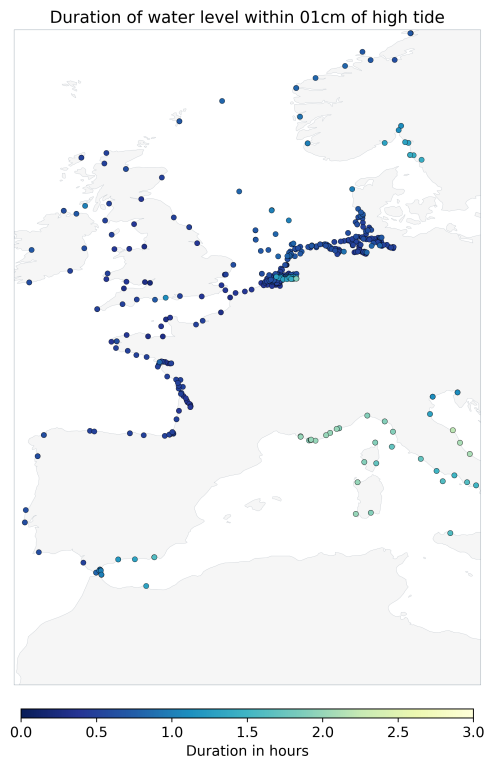 Duration of water level within 01cm of high tide
0.0 0.5 1.0 1.5 2.0 2.5 3.0
Duration in hours